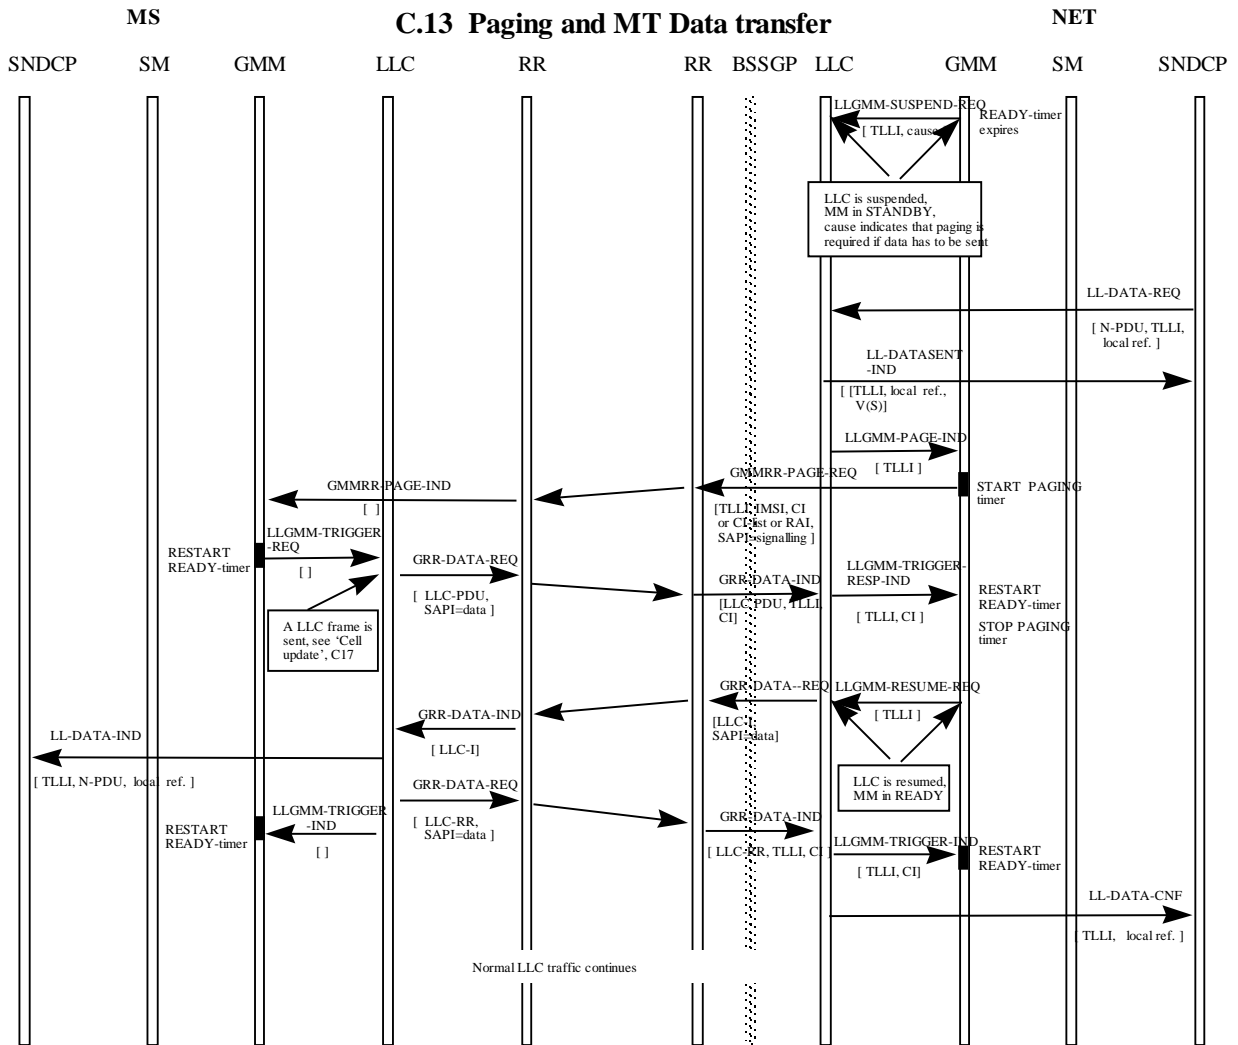 MS
C.13 Paging and MT Data transfer
NET
SNDCP SM GMM LLC RR RR BSSGP LLC GMM SM SNDCP
LLGMM-SUSPEND-REQ
[ TLLI, cause
READY-timer
expires
LLC is suspended,
MM in STANDBY,
cause indicates that paging is
required if data has to be sent
LL-DATA-REQ
[ N-PDU, TLLI,
local ref. ]
LL-DATASENT
-IND
[ [TLLI, local ref.,
V(S)]
LLGMM-PAGE-IND
[ TLLI ]
GMMRR-PAGE-REQ
GMMRR-PAGE-IND
[ ]
START PAGING
timer
[TLLI, IMSI, CI
or CI-list or RAI,
SAPI=signalling ]
LLGMM-TRIGGER
-REQ
[ ]
RESTART
READY-timer
GRR-DATA-REQ
[ LLC-PDU,
SAPI=data ]
GRR-DATA-IND
[LLC-PDU, TLLI,
CI]
LLGMM-TRIGGER-
RESP-IND
[ TLLI, CI ]
RESTART
READY-timer
STOP PAGING
timer
A LLC frame is
sent, see ‘Cell
update’, C17
GRR-DATA--REQ
LLGMM-RESUME-REQ
[ TLLI ]
[LLC-I,
SAPI=data]
GRR-DATA-IND
[ LLC-I]
LL-DATA-IND
[ TLLI, N-PDU, local ref. ]
LLC is resumed,
MM in READY
GRR-DATA-REQ
[ LLC-RR,
SAPI=data ]
LLGMM-TRIGGER
-IND
[ ]
RESTART
READY-timer
GRR-DATA-IND
[ LLC-RR, TLLI, CI ]
LLGMM-TRIGGER-IND
[ TLLI, CI]
RESTART
READY-timer
LL-DATA-CNF
[ TLLI, local ref. ]
Normal LLC traffic continues